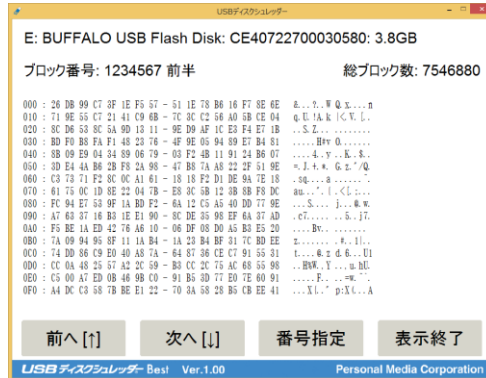 USBディスクシュレッダー
E: BUFFALO USB Flash Disk: CE40722700030580: 3.8GB
ブロック番号: 1234567 前半 総ブロック数: 7546880
000 : 26 DB 99 C7 3F 1E F5 57 - 51 1E 78 B6 16 F7 8E 6E
010 : 71 9E 55 C7 21 41 C9 6B - 7C 3C C2 56 A0 5B CE 04
020 : 8C D6 53 8C 5A 9D 13 11 - 9E D9 AF 1C E3 F4 E7 1B
030 : BD F0 B8 FA F1 48 23 76 - 4F 9E 05 94 89 E7 B4 81
040 : 8B 09 E9 04 34 89 06 79 - 03 F2 4B 11 91 24 B6 07
050 : 3D E4 4A B6 2B F8 2A 98 - 47 B8 7A A8 22 2F 51 9E
060 : C3 73 71 F2 8C 0C A1 61 - 18 18 F2 D1 DE 9A 7E 18
070 : 61 75 0C 1D 8E 22 04 7B - E8 3C 5B 12 3B 8B F8 DC
080 : FC 94 E7 53 9F 1A BD F2 - 6A 12 C5 A5 40 DD 77 9E
090 : A7 63 37 16 B3 1E E1 90 - 8C DE 35 98 EF 6A 37 AD
0A0 : F5 BE 1A ED 42 76 A6 10 - 06 DF 08 D0 A5 B3 E5 20
0B0 : 7A 09 94 95 8F 11 1A B4 - 1A 23 B4 BF 31 7C BD EE
0C0 : 74 DD 86 C9 E0 40 A8 7A - 64 87 36 CE C7 91 55 31
0D0 : CC 0A 48 25 57 A2 2C 59 - B3 CC 2C 75 AC 68 55 98
0E0 : C5 00 A7 ED 0B 46 9B C0 - 91 B5 3D 77 E0 7E 60 91
0F0 : A4 DC C3 58 7B BE E1 22 - 70 3A 58 28 B5 CB EE 41
前へ[↑] 次へ[↓] 番号指定 表示終了
USBディスクシュレッダー Best Ver.1.00 Personal Media Corporation